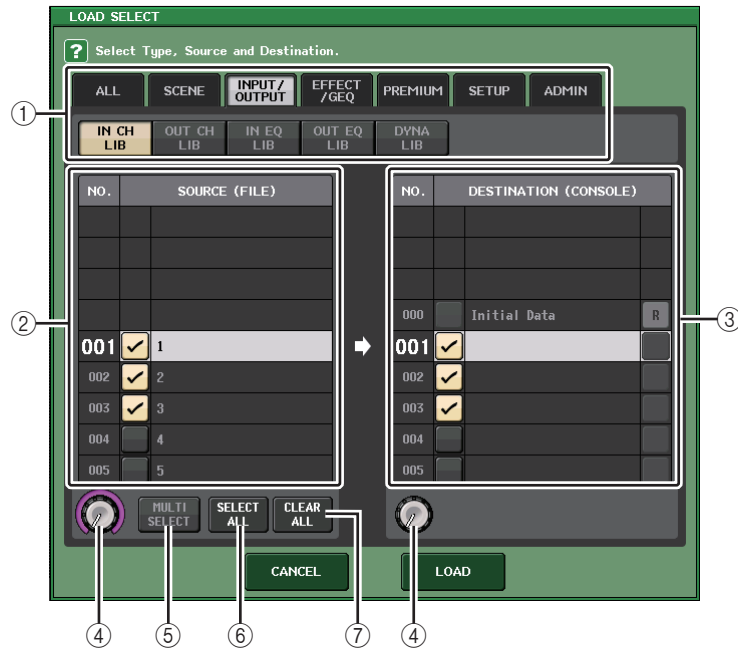 LOAD SELECT
? Select Type, Source and Destination.
ALL SCENE INPUT/ OUTPUT EFFECT /GEQ PREMIUM SETUP ADMIN
①
IN CH LIB OUT CH LIB IN EQ LIB OUT EQ LIB DYNA LIB
NO. SOURCE (FILE) NO. DESTINATION (CONSOLE)
000 Initial Data R
② ③
001 1 001
002 2 002
003 3 003
004 4 004
005 5 005
MULTI SELECT SELECT ALL CLEAR ALL
CANCEL LOAD
④ ⑤ ⑥ ⑦ ④